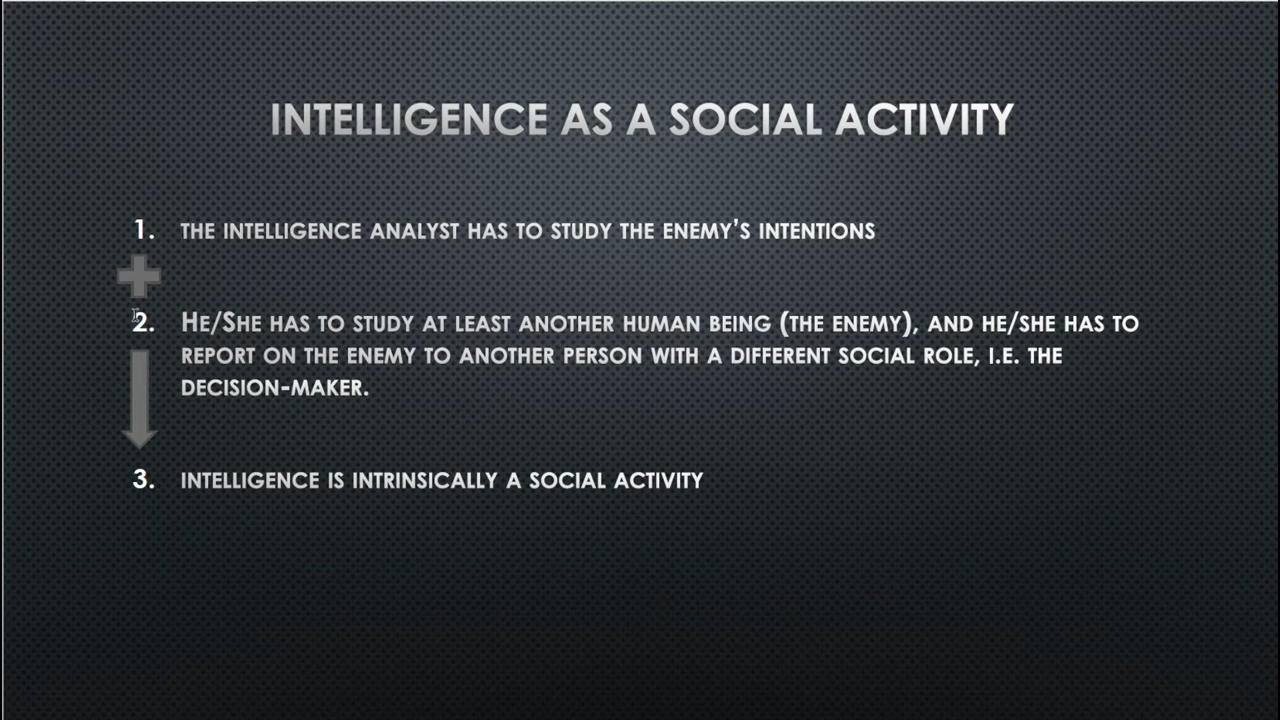 INTELLIGENCE AS A SOCIAL ACTIVITY
1. THE INTELLIGENCE ANALYST HAS TO STUDY THE ENEMY'S INTENTIONS
2. HE/SHE HAS TO STUDY AT LEAST ANOTHER HUMAN BEING (THE ENEMY), AND HE/SHE HAS TO
REPORT ON THE ENEMY TO ANOTHER PERSON WITH A DIFFERENT SOCIAL ROLE, I.E. THE
DECISION-MAKER.
3. INTELLIGENCE IS INTRINSICALLY A SOCIAL ACTIVITY